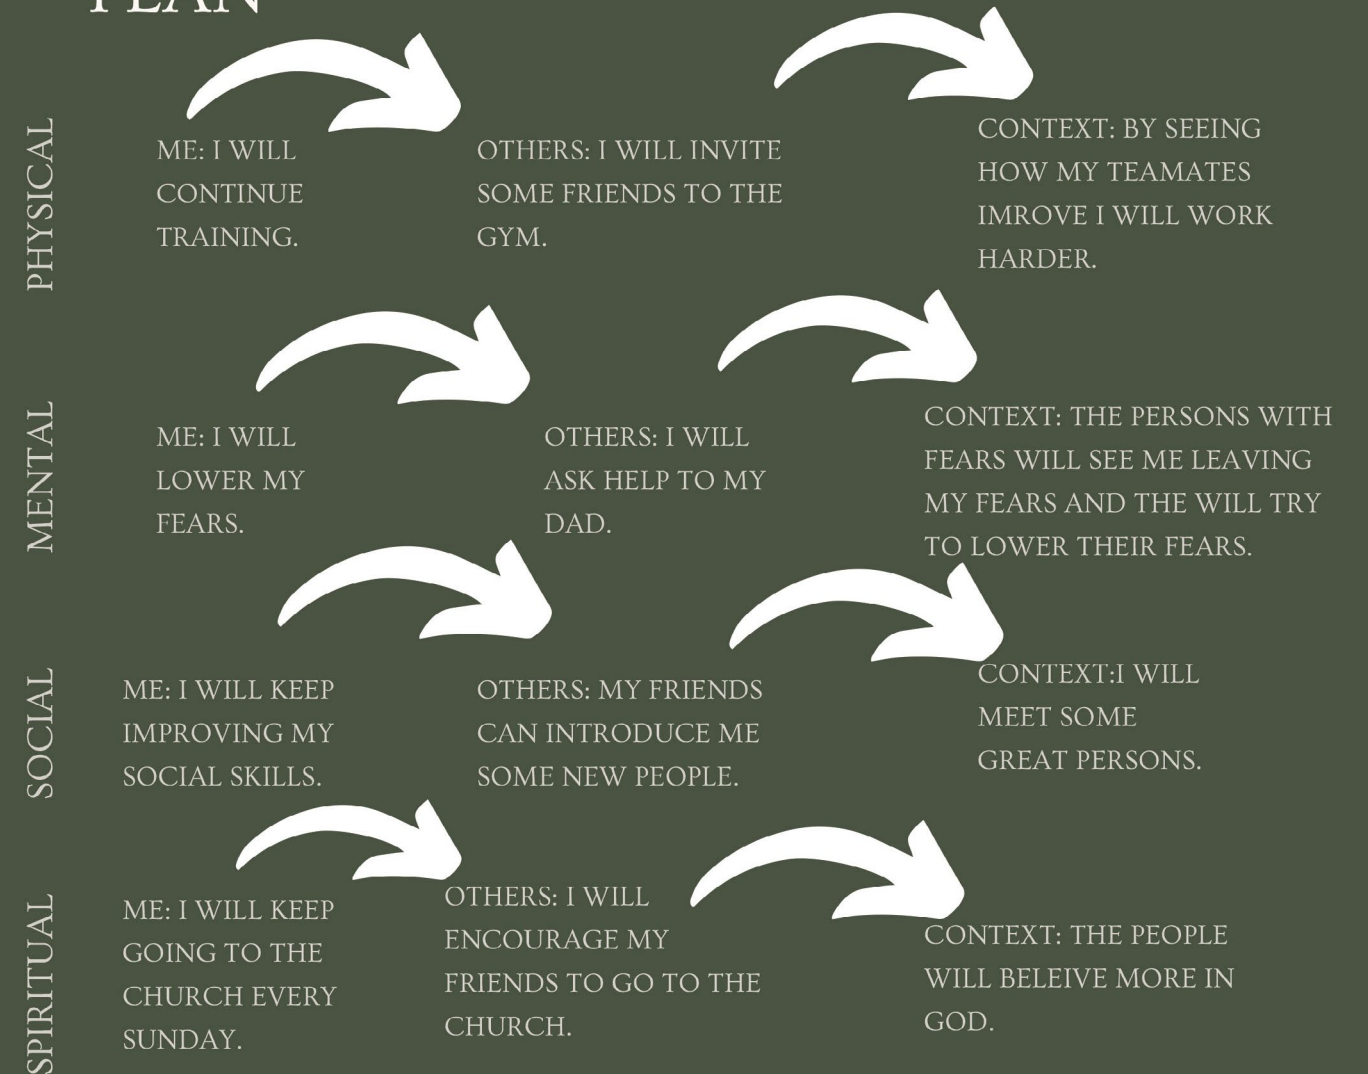 PLAN
PHYSICAL
ME: I WILL
CONTINUE
TRAINING.
OTHERS: I WILL INVITE
SOME FRIENDS TO THE
GYM.
CONTEXT: BY SEEING
HOW MY TEAMATES
IMROVE I WILL WORK
HARDER.
MENTAL
ME: I WILL
LOWER MY
FEARS.
OTHERS: I WILL
ASK HELP TO MY
DAD.
CONTEXT: THE PERSONS WITH
FEARS WILL SEE ME LEAVING
MY FEARS AND THE WILL TRY
TO LOWER THEIR FEARS.
SOCIAL
ME: I WILL KEEP
IMPROVING MY
SOCIAL SKILLS.
OTHERS: MY FRIENDS
CAN INTRODUCE ME
SOME NEW PEOPLE.
CONTEXT:I WILL
MEET SOME
GREAT PERSONS.
SPIRITUAL
ME: I WILL KEEP
GOING TO THE
CHURCH EVERY
SUNDAY.
OTHERS: I WILL
ENCOURAGE MY
FRIENDS TO GO TO THE
CHURCH.
CONTEXT: THE PEOPLE
WILL BELEIVE MORE IN
GOD.